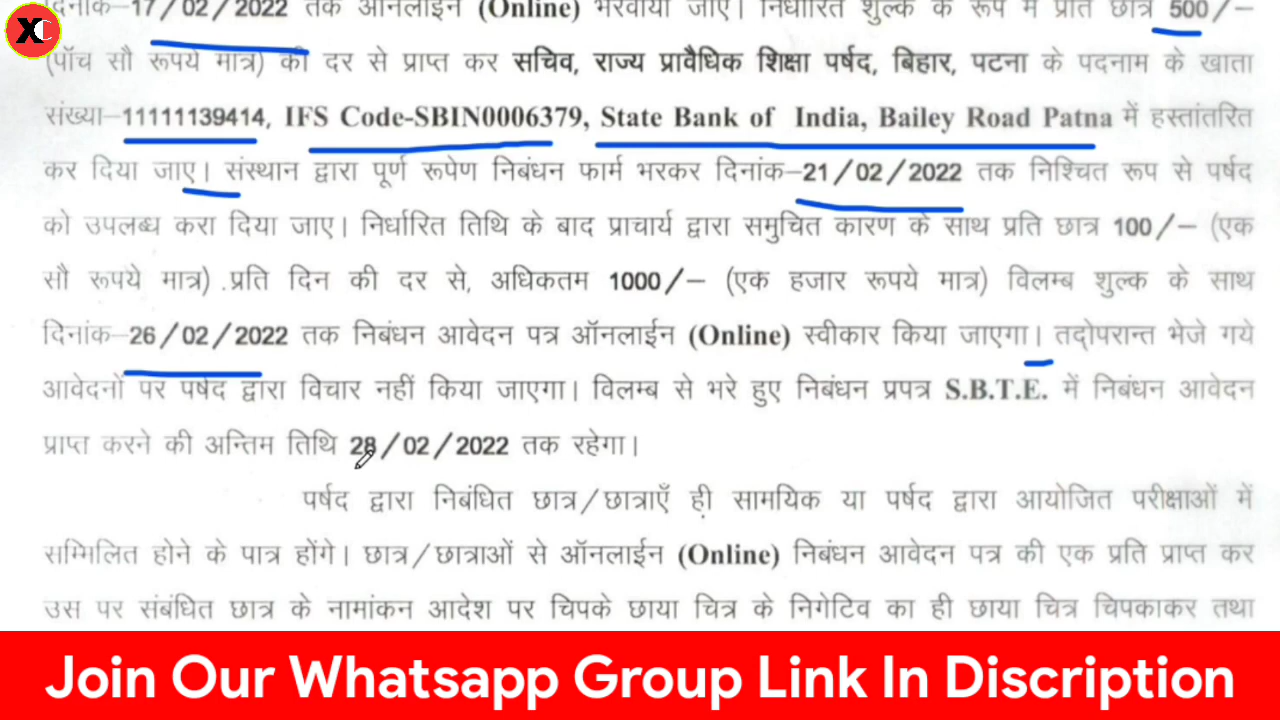 दिनांक–17/02/2022 तक ऑनलाईन (Online) भरवाया जाए। निर्धारित शुल्क के रूप में प्रति छात्र 500/–
(पाँच सौ रूपये मात्र) की दर से प्राप्त कर सचिव, राज्य प्रावैधिक शिक्षा पर्षद, बिहार, पटना के पदनाम के खाता
संख्या–11111139414, IFS Code-SBIN0006379, State Bank of India, Bailey Road Patna में हस्तांतरित
कर दिया जाए। संस्थान द्वारा पूर्ण रूपेण निबंधन फार्म भरकर दिनांक–21/02/2022 तक निश्चित रूप से पर्षद
को उपलब्ध करा दिया जाए। निर्धारित तिथि के बाद प्राचार्य द्वारा समुचित कारण के साथ प्रति छात्र 100/– (एक
सौ रूपये मात्र) .प्रति दिन की दर से, अधिकतम 1000/– (एक हजार रूपये मात्र) विलम्ब शुल्क के साथ
दिनांक–26/02/2022 तक निबंधन आवेदन पत्र ऑनलाईन (Online) स्वीकार किया जाएगा। तदोपरान्त भेजे गये
आवेदनों पर पर्षद द्वारा विचार नहीं किया जाएगा। विलम्ब से भरे हुए निबंधन प्रपत्र S.B.T.E. में निबंधन आवेदन
प्राप्त करने की अन्तिम तिथि 28/02/2022 तक रहेगा।
पर्षद द्वारा निबंधित छात्र/छात्राएँ ही सामयिक या पर्षद द्वारा आयोजित परीक्षाओं में
सम्मिलित होने के पात्र होंगे। छात्र/छात्राओं से ऑनलाईन (Online) निबंधन आवेदन पत्र की एक प्रति प्राप्त कर
उस पर संबंधित छात्र के नामांकन आदेश पर चिपके छाया चित्र के निगेटिव का ही छाया चित्र चिपकाकर तथा
Join Our Whatsapp Group Link In Discription